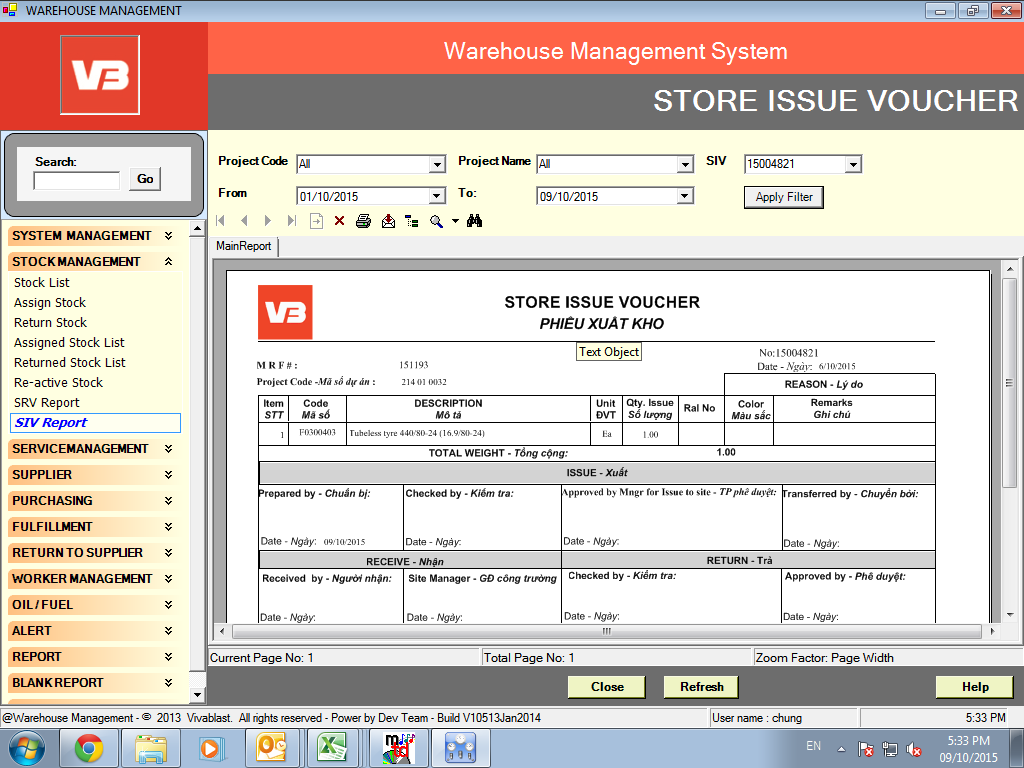 WAREHOUSE MANAGEMENT
VB
Warehouse Management System
STORE ISSUE VOUCHER
Search:
Go
Project Code All Project Name All SIV 15004821
From 01/10/2015 To: 09/10/2015 Apply Filter
MainReport
SYSTEM MANAGEMENT
STOCK MANAGEMENT
Stock List
Assign Stock
Return Stock
Assigned Stock List
Returned Stock List
Re-active Stock
SRV Report
SIV Report
SERVICE MANAGEMENT
SUPPLIER
PURCHASING
FULFILLMENT
RETURN TO SUPPLIER
WORKER MANAGEMENT
OIL / FUEL
ALERT
REPORT
BLANK REPORT
VB
STORE ISSUE VOUCHER
PHIẾU XUẤT KHO
Text Object
No:15004821
M R F # : 151193
Date - Ngày: 6/10/2015
Project Code -Mã số dự án : 214 01 0032
REASON - Lý do
Item Code DESCRIPTION Unit Qty. Issue Ral No Color Remarks
STT Mã số Mô tả ĐVT Số lượng Màu sắc Ghi chú
1 F0300403 Tubeless tyre 440/80-24 (16.9/80-24) Ea 1.00
TOTAL WEIGHT - Tổng cộng: 1.00
ISSUE - Xuất
Prepared by - Chuẩn bị: Checked by - Kiểm tra: Approved by Mngr for Issue to site - TP phê duyệt: Transferred by - Chuyển bởi:
Date - Ngày: 09/10/2015 Date - Ngày: Date - Ngày: Date - Ngày:
RECEIVE - Nhận RETURN - Trả
Received by - Người nhận: Site Manager - GĐ công trường Checked by - Kiểm tra: Approved by - Phê duyệt:
Date - Ngày: Date - Ngày: Date - Ngày: Date - Ngày:
Current Page No: 1 Total Page No: 1 Zoom Factor: Page Width
Close Refresh Help
@Warehouse Management - © 2013 Vivablast. All rights reserved - Power by Dev Team - Build V10513Jan2014 User name : chung 5:33 PM
EN 5:33 PM
09/10/2015